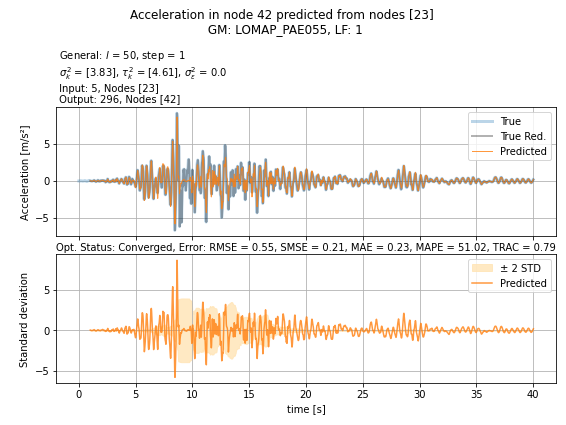 Acceleration in node 42 predicted from nodes [23]
GM: LOMAP_PAE055, LF: 1
General: l = 50, step = 1
σ²ₖ = [3.83], τ²ₖ = [4.61], σ²ε = 0.0
Input: 5, Nodes [23]
Output: 296, Nodes [42]
True
True Red.
Predicted
Acceleration [m/s²]
5
0
−5
Opt. Status: Converged, Error: RMSE = 0.55, SMSE = 0.21, MAE = 0.23, MAPE = 51.02, TRAC = 0.79
± 2 STD
Predicted
Standard deviation
5
0
−5
0 5 10 15 20 25 30 35 40
time [s]